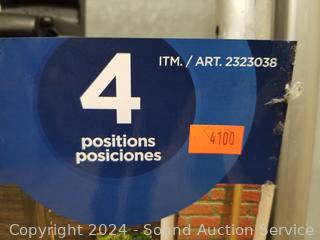 ITM. / ART. 2323038
4
positions
posiciones
4100
Copyright 2024 - Sound Auction Service